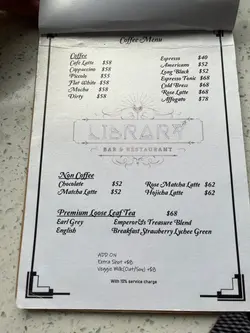 Coffee Menu
Coffee
Cafe Latte $58
Cappuccino $58
Piccolo $55
Flat White $58
Mocha $58
Dirty $58
Espresso $40
Americano $52
Long Black $52
Espresso Tonic $68
Cold Brew $68
Rose Latte $68
Affogato $78
LIBRARY
BAR & RESTAURANT
Non Coffee
Chocolate $52
Matcha Latte $52
Rose Matcha Latte $62
Hojicha Latte $62
Premium Loose Leaf Tea $68
Earl Grey Emperor's Treasure Blend
English Breakfast Strawberry Lychee Green
ADD ON
Extra Shot +$8
Veggie Milk(Oat/Soy) +$8
With 10% service charge